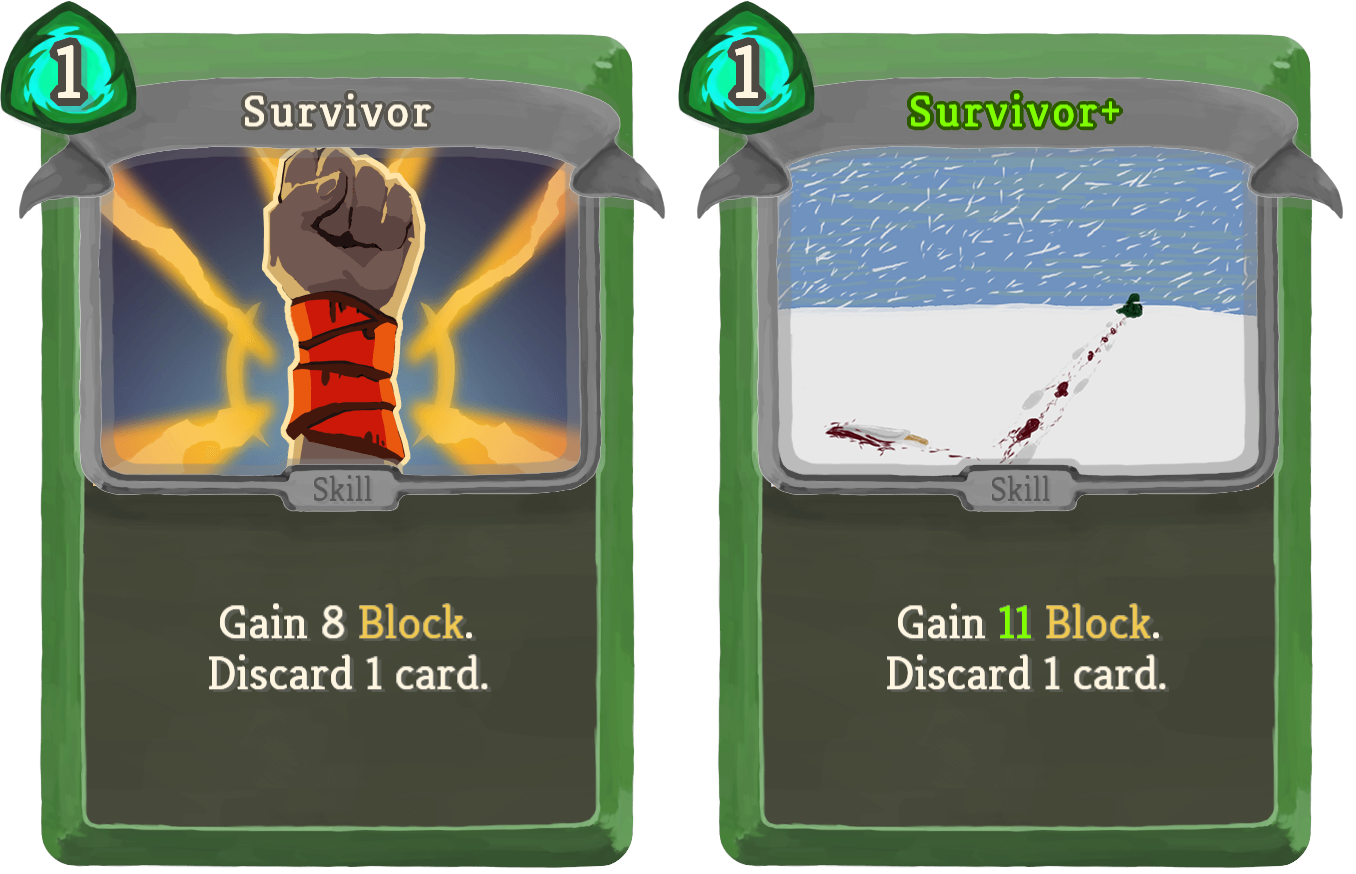 1
Survivor
Skill
Gain 8 Block.
Discard 1 card.
1
Survivor+
Skill
Gain 11 Block.
Discard 1 card.